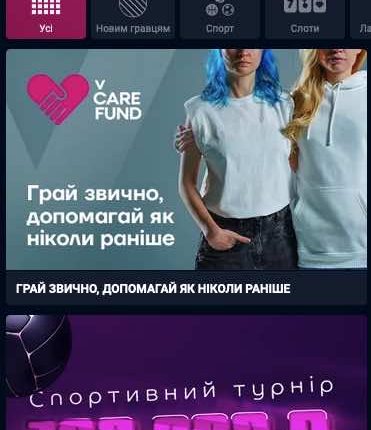 Усі
Новим гравцям
Спорт
Слоти
V
CARE
FUND
Грай звично,
допомагай як
ніколи раніше
ГРАЙ ЗВИЧНО, ДОПОМАГАЙ ЯК НІКОЛИ РАНІШЕ
Спортивний турнір